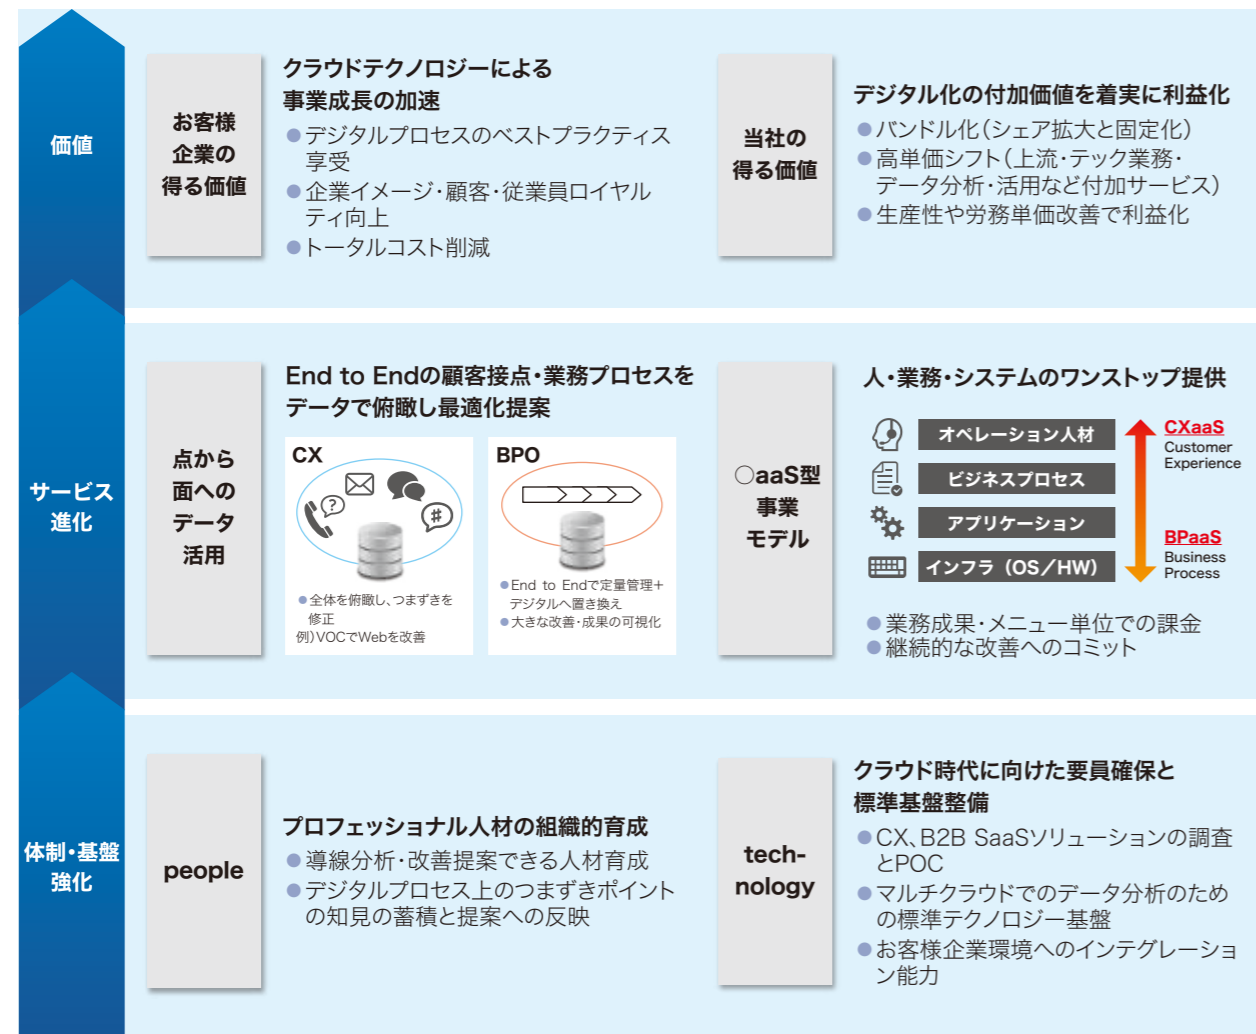 価値
お客様
企業の
得る価値
クラウドテクノロジーによる
事業成長の加速
●デジタルプロセスのベストプラクティス
享受
●企業イメージ・顧客・従業員ロイヤル
ティ向上
●トータルコスト削減
当社の
得る価値
デジタル化の付加価値を着実に利益化
●バンドル化（シェア拡大と固定化）
●高単価シフト（上流・テック業務・
データ分析・活用など付加サービス）
●生産性や労務単価改善で利益化
サービス
進化
点から
面への
データ
活用
End to Endの顧客接点・業務プロセスを
データで俯瞰し最適化提案
CX
?
#
●全体を俯瞰し、つまずきを
修正
例）VOCでWebを改善
BPO
●End to Endで定量管理＋
デジタルへ置き換え
●大きな改善・成果の可視化
○aaS型
事業
モデル
人・業務・システムのワンストップ提供
オペレーション人材
ビジネスプロセス
アプリケーション
インフラ（OS／HW）
CXaaS
Customer
Experience
BPaaS
Business
Process
●業務成果・メニュー単位での課金
●継続的な改善へのコミット
体制・基盤
強化
people
プロフェッショナル人材の組織的育成
●導線分析・改善提案できる人材育成
●デジタルプロセス上のつまずきポイント
の知見の蓄積と提案への反映
tech-
nology
クラウド時代に向けた要員確保と
標準基盤整備
●CX、B2B SaaSソリューションの調査
とPOC
●マルチクラウドでのデータ分析のため
の標準テクノロジー基盤
●お客様企業環境へのインテグレーショ
ン能力